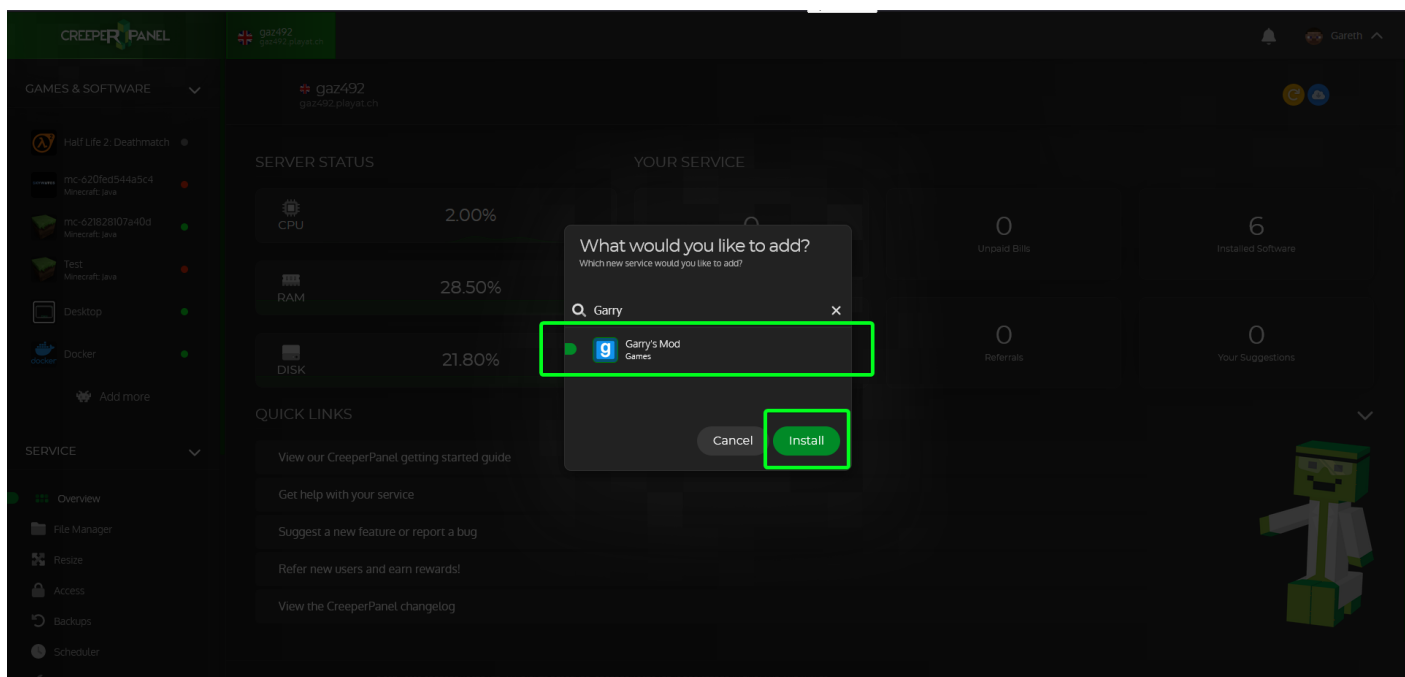 CREEPER PANEL
gaz492
gaz492.playat.ch
Gareth
GAMES & SOFTWARE
gaz492
gaz492.playat.ch
Half Life 2: Deathmatch
mc-620fed544a5c4
Minecraft: Java
mc-621828107a40d
Minecraft: Java
Test
Minecraft: Java
Desktop
docker
Docker
Add more
SERVICE
Overview
File Manager
Resize
Access
Backups
Scheduler
SERVER STATUS
CPU
2.00%
RAM
28.50%
DISK
21.80%
YOUR SERVICE
0
Unpaid Bills
6
Installed Software
0
Referrals
0
Your Suggestions
QUICK LINKS
View our CreeperPanel getting started guide
Get help with your service
Suggest a new feature or report a bug
Refer new users and earn rewards!
View the CreeperPanel changelog
What would you like to add?
Which new service would you like to add?
Garry
g
Garry's Mod
Games
Cancel
Install